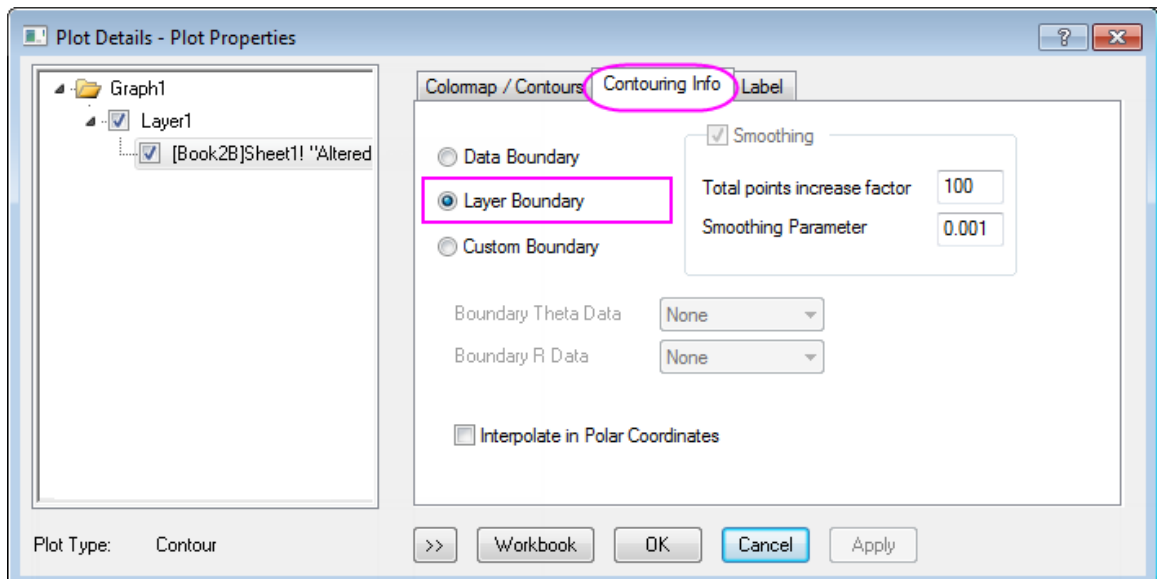 Plot Details - Plot Properties
?
Graph1
Layer1
[Book2B]Sheet1! "Altered
Colormap / Contours Contouring Info Label
Data Boundary
Layer Boundary
Custom Boundary
Smoothing
Total points increase factor 100
Smoothing Parameter 0.001
Boundary Theta Data None
Boundary R Data None
Interpolate in Polar Coordinates
Plot Type: Contour
>> Workbook OK Cancel Apply